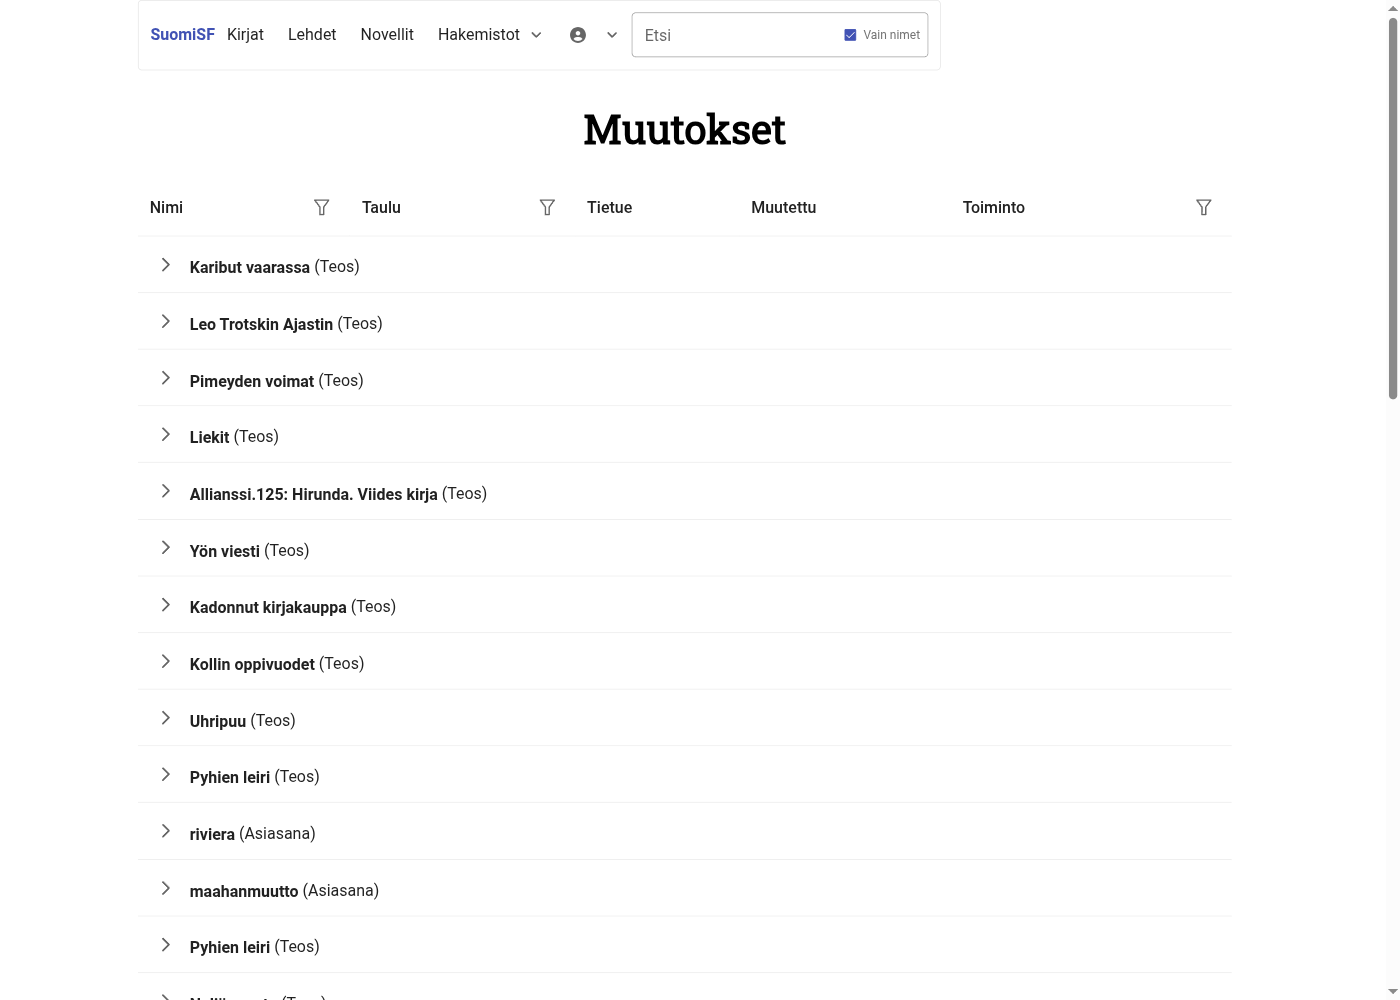 SuomiSF Kirjat Lehdet Novellit Hakemistot Etsi Vain nimet
Muutokset
Nimi Taulu Tietue Muutettu Toiminto
Karibut vaarassa (Teos)
Leo Trotskin Ajastin (Teos)
Pimeyden voimat (Teos)
Liekit (Teos)
Allianssi.125: Hirunda. Viides kirja (Teos)
Yön viesti (Teos)
Kadonnut kirjakauppa (Teos)
Kollin oppivuodet (Teos)
Uhripuu (Teos)
Pyhien leiri (Teos)
riviera (Asiasana)
maahanmuutto (Asiasana)
Pyhien leiri (Teos)
(Teos)